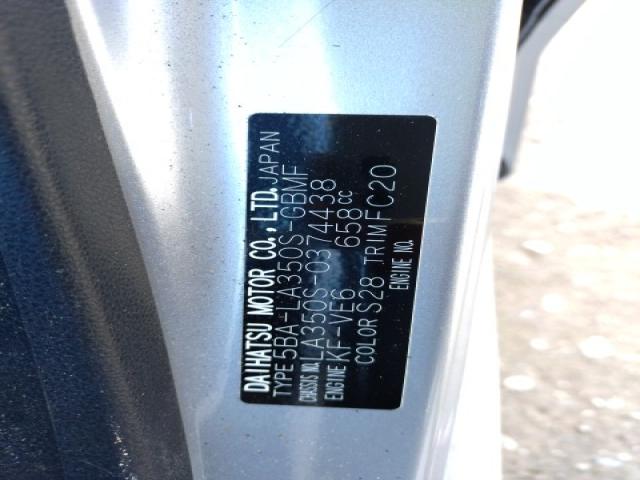 DAIHATSU MOTOR CO., LTD. JAPAN
TYPE 5BA-LA350S-GBMF
CHASSIS NO. LA350S-0374438
ENGINE KF-VE6 658cc
COLOR S28 TRIM FC20
ENGINE NO.